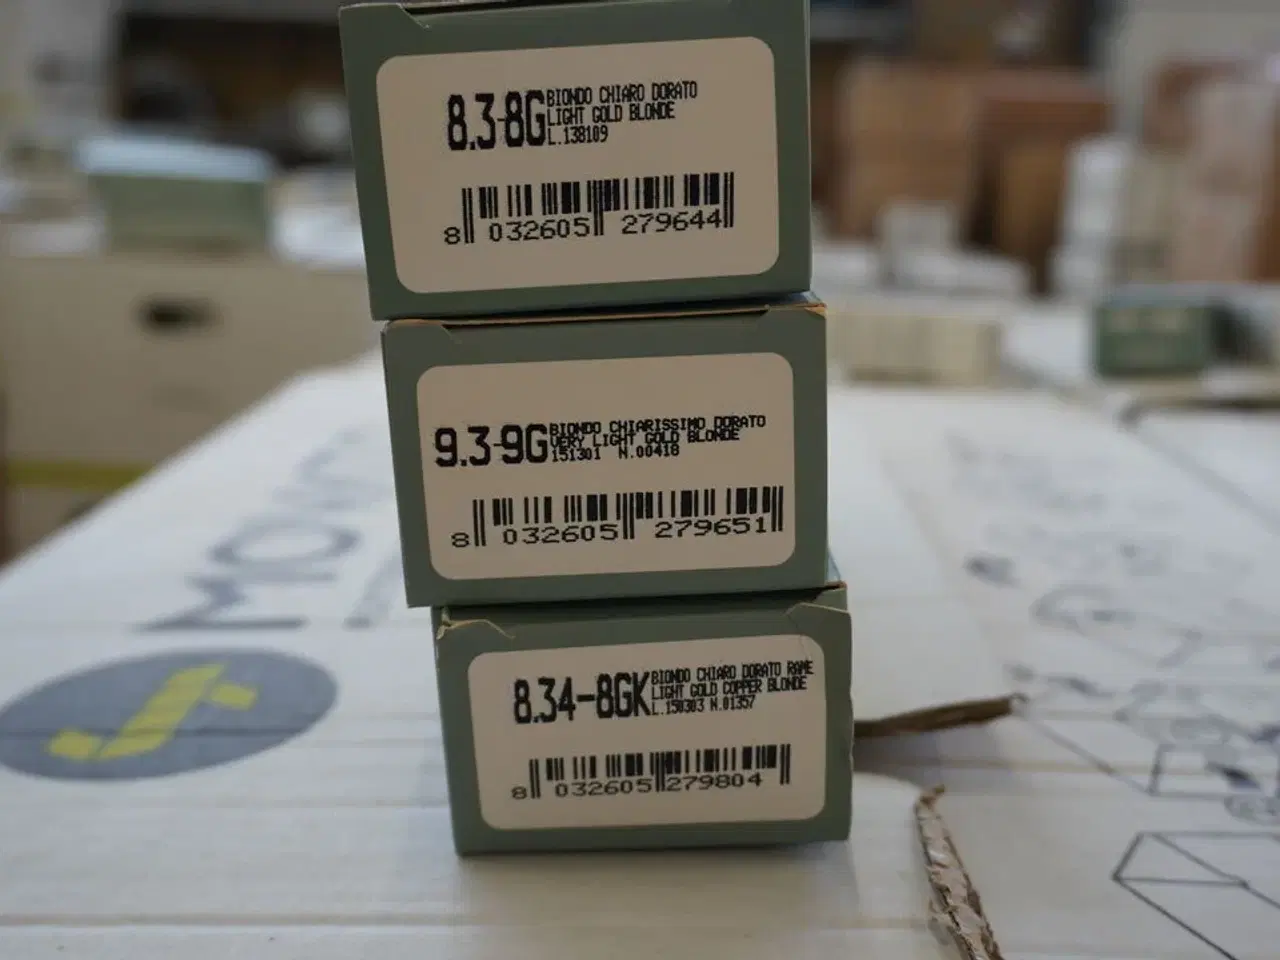 8.3-8G
BIONDO CHIARO DORATO
LIGHT GOLD BLONDE
L.138109
8 032605 279644
9.3-9G
BIONDO CHIARISSIMO DORATO
VERY LIGHT GOLD BLONDE
151301 N.00418
8 032605 279651
8.34-8GK
BIONDO CHIARO DORATO RAME
LIGHT GOLD COPPER BLONDE
L.150303 N.01357
8 032605 279804